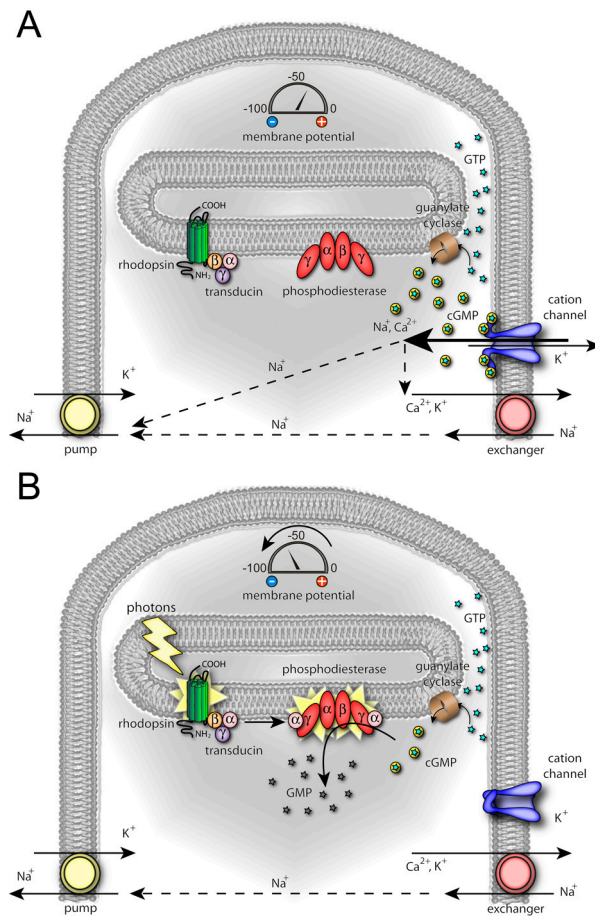 A
-50
-100
0
membrane potential
GTP
COOH
guanylate
cyclase
rhodopsin
NH₂
β
α
γ
transducin
γ
α
β
γ
phosphodiesterase
cGMP
cation
channel
Na⁺, Ca²⁺
K⁺
Na⁺
K⁺
Ca²⁺, K⁺
Na⁺
Na⁺
Na⁺
pump
exchanger
B
-50
-100
0
membrane potential
photons
GTP
COOH
phosphodiesterase
guanylate
cyclase
rhodopsin
NH₂
β
α
γ
transducin
α
γ
α
β
γ
α
cGMP
GMP
cation
channel
K⁺
K⁺
Ca²⁺, K⁺
Na⁺
Na⁺
Na⁺
pump
exchanger